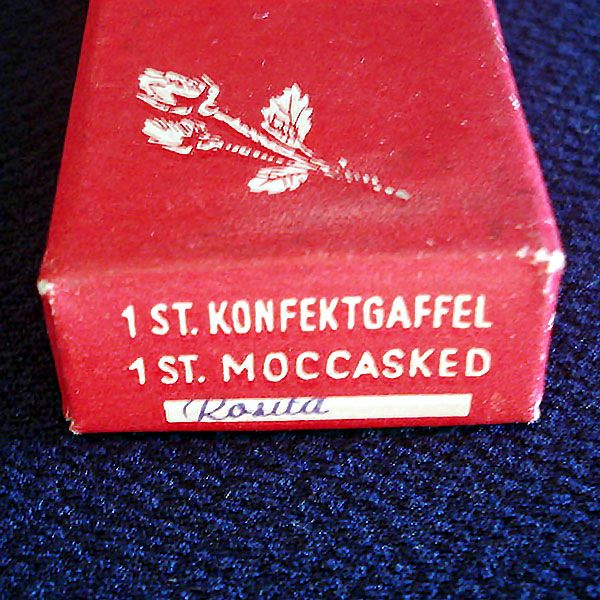 1 ST. KONFEKTGAFFEL
1 ST. MOCCASKED
Rosita